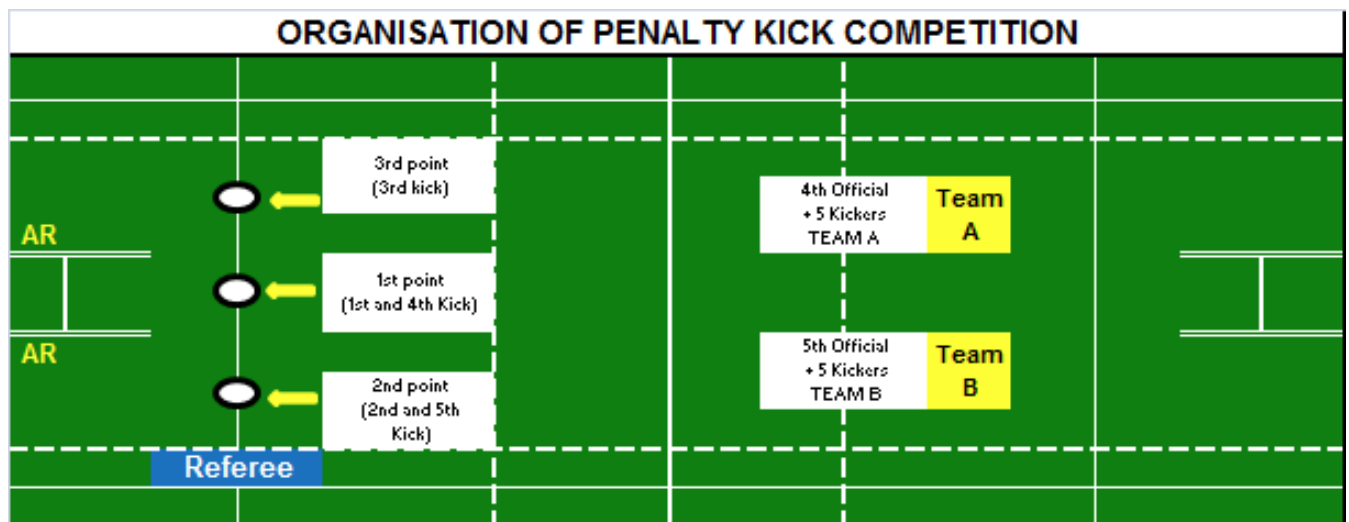 ORGANISATION OF PENALTY KICK COMPETITION
3rd point
(3rd kick)
4th Official
+ 5 Kickers
TEAM A
Team
A
AR
1st point
(1st and 4th Kick)
AR
5th Official
+ 5 Kickers
TEAM B
Team
B
2nd point
(2nd and 5th
Kick)
Referee